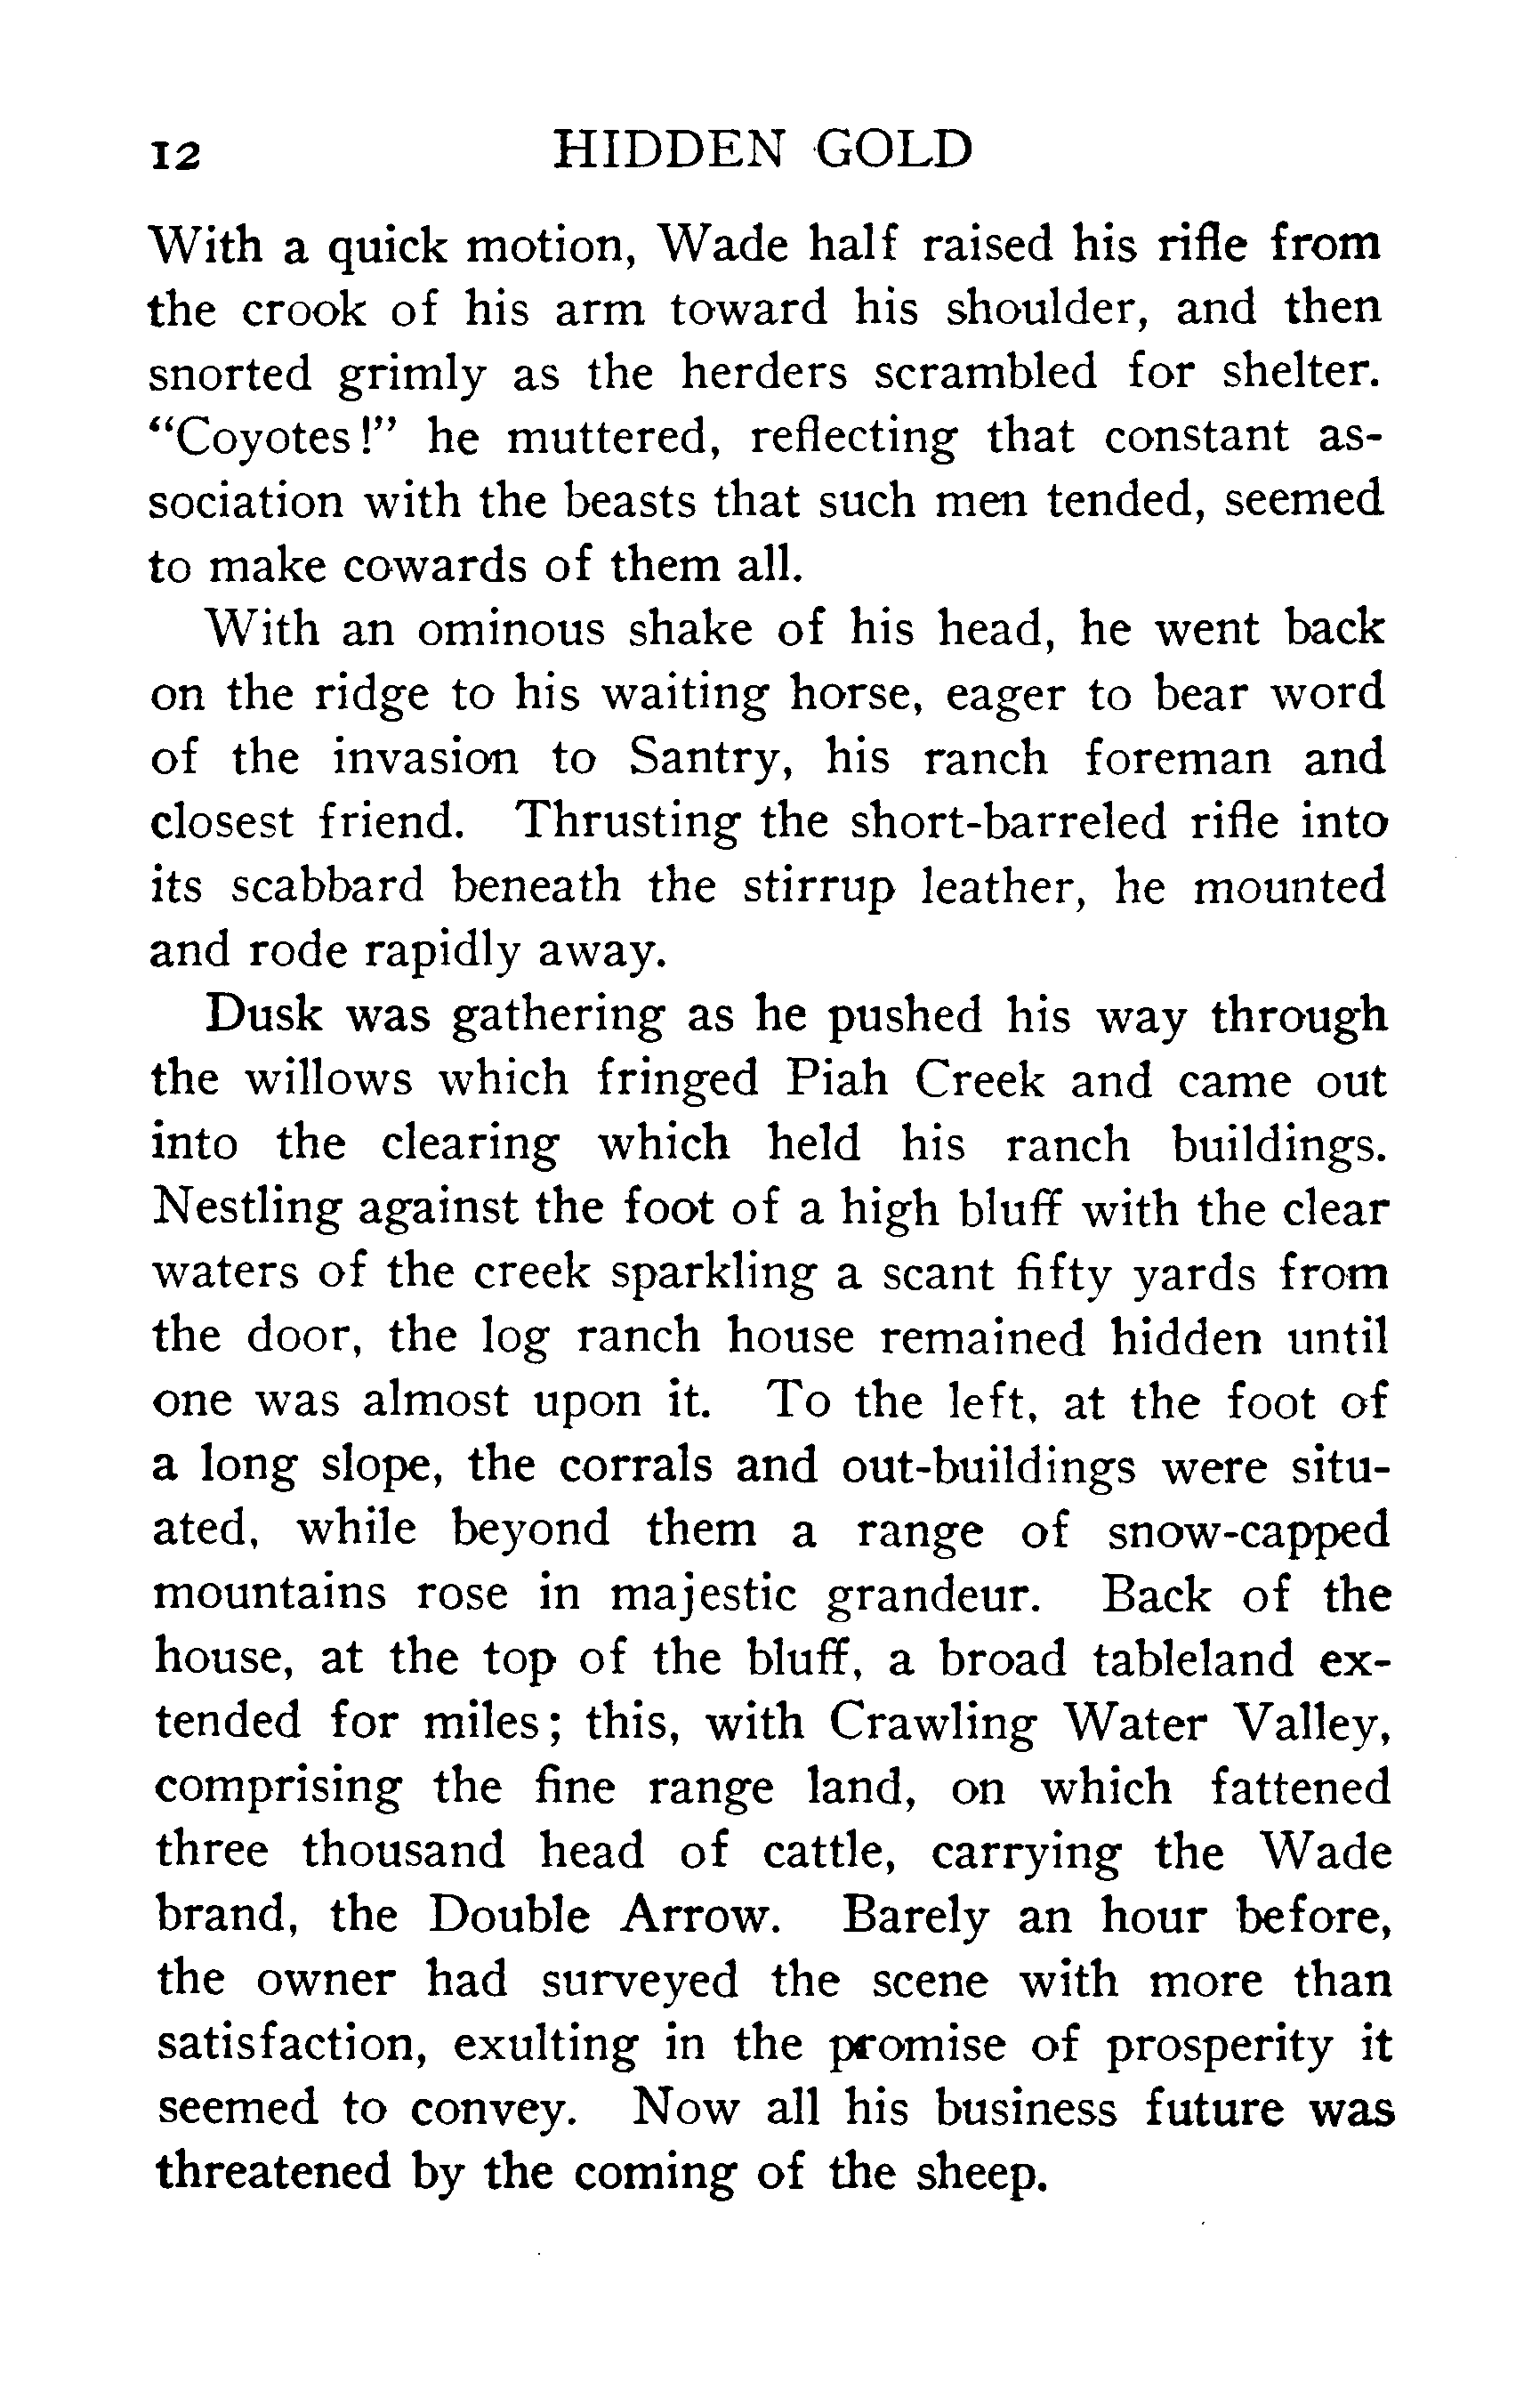 12 HIDDEN GOLD
With a quick motion, Wade half raised his rifle from
the crook of his arm toward his shoulder, and then
snorted grimly as the herders scrambled for shelter.
“Coyotes!” he muttered, reflecting that constant as-
sociation with the beasts that such men tended, seemed
to make cowards of them all.
With an ominous shake of his head, he went back
on the ridge to his waiting horse, eager to bear word
of the invasion to Santry, his ranch foreman and
closest friend. Thrusting the short-barreled rifle into
its scabbard beneath the stirrup leather, he mounted
and rode rapidly away.
Dusk was gathering as he pushed his way through
the willows which fringed Piah Creek and came out
into the clearing which held his ranch buildings.
Nestling against the foot of a high bluff with the clear
waters of the creek sparkling a scant fifty yards from
the door, the log ranch house remained hidden until
one was almost upon it. To the left, at the foot of
a long slope, the corrals and out-buildings were situ-
ated, while beyond them a range of snow-capped
mountains rose in majestic grandeur. Back of the
house, at the top of the bluff, a broad tableland ex-
tended for miles; this, with Crawling Water Valley,
comprising the fine range land, on which fattened
three thousand head of cattle, carrying the Wade
brand, the Double Arrow. Barely an hour before,
the owner had surveyed the scene with more than
satisfaction, exulting in the promise of prosperity it
seemed to convey. Now all his business future was
threatened by the coming of the sheep.